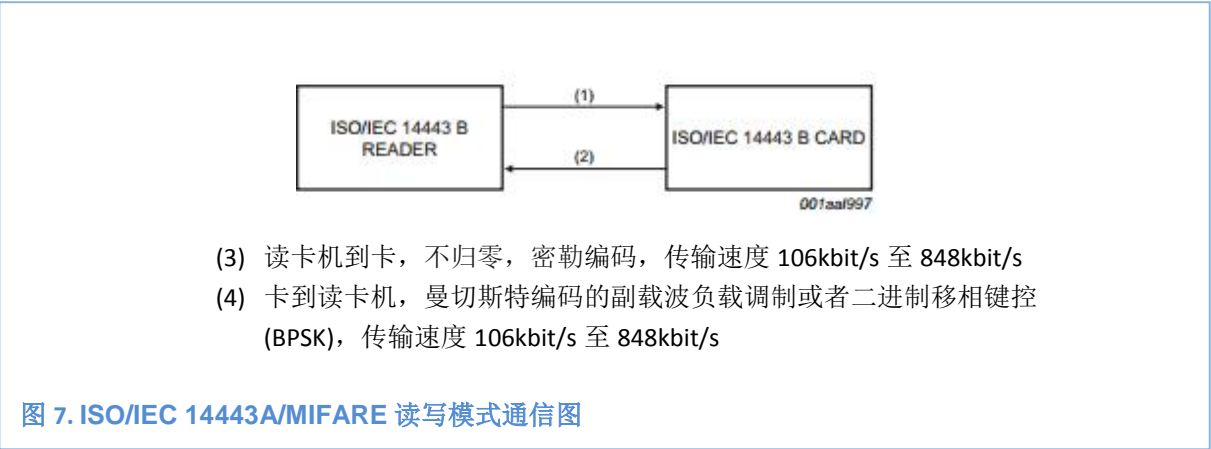 (1)
ISO/IEC 14443 B
READER
ISO/IEC 14443 B CARD
(2)
001aal997
(3) 读卡机到卡，不归零，密勒编码，传输速度 106kbit/s 至 848kbit/s
(4) 卡到读卡机，曼切斯特编码的副载波负载调制或者二进制移相键控
(BPSK)，传输速度 106kbit/s 至 848kbit/s
图 7. ISO/IEC 14443A/MIFARE 读写模式通信图